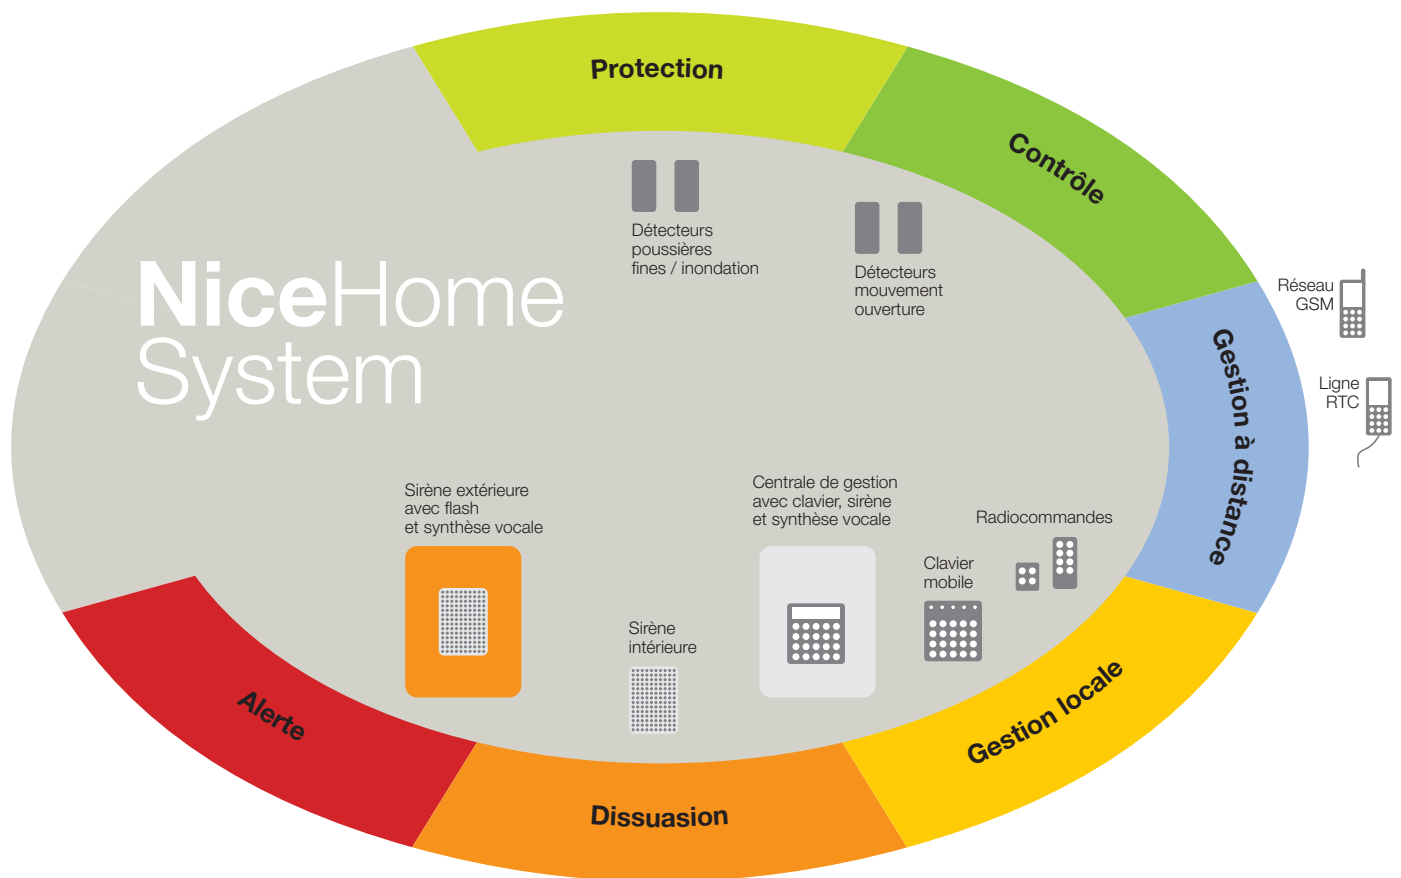 Protection
Contrôle
Détecteurs
poussières
fines / inondation
Détecteurs
mouvement
ouverture
NiceHome
System
Réseau
GSM
Ligne
RTC
Gestion à distance
Sirène extérieure
avec flash
et synthèse vocale
Centrale de gestion
avec clavier, sirène
et synthèse vocale
Radiocommandes
Clavier
mobile
Sirène
intérieure
Alerte
Gestion locale
Dissuasion